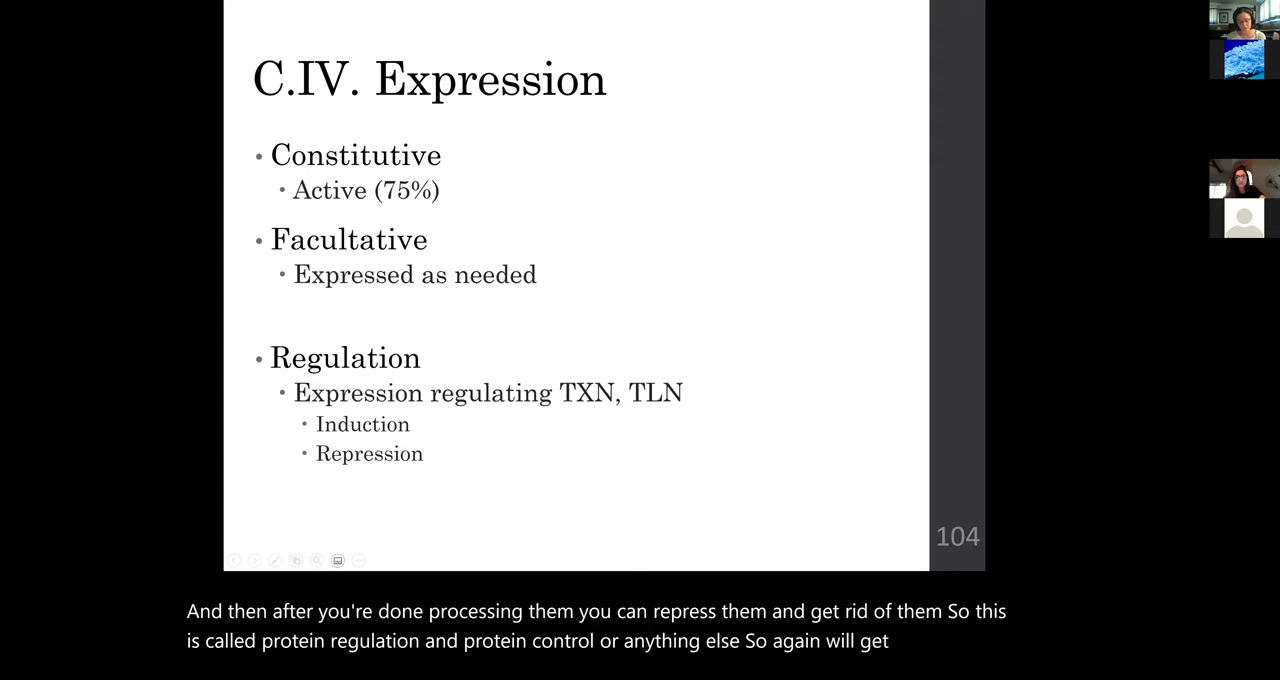 C.IV. Expression
• Constitutive
• Active (75%)
• Facultative
• Expressed as needed
• Regulation
• Expression regulating TXN, TLN
• Induction
• Repression
104
And then after you're done processing them you can repress them and get rid of them So this
is called protein regulation and protein control or anything else So again will get